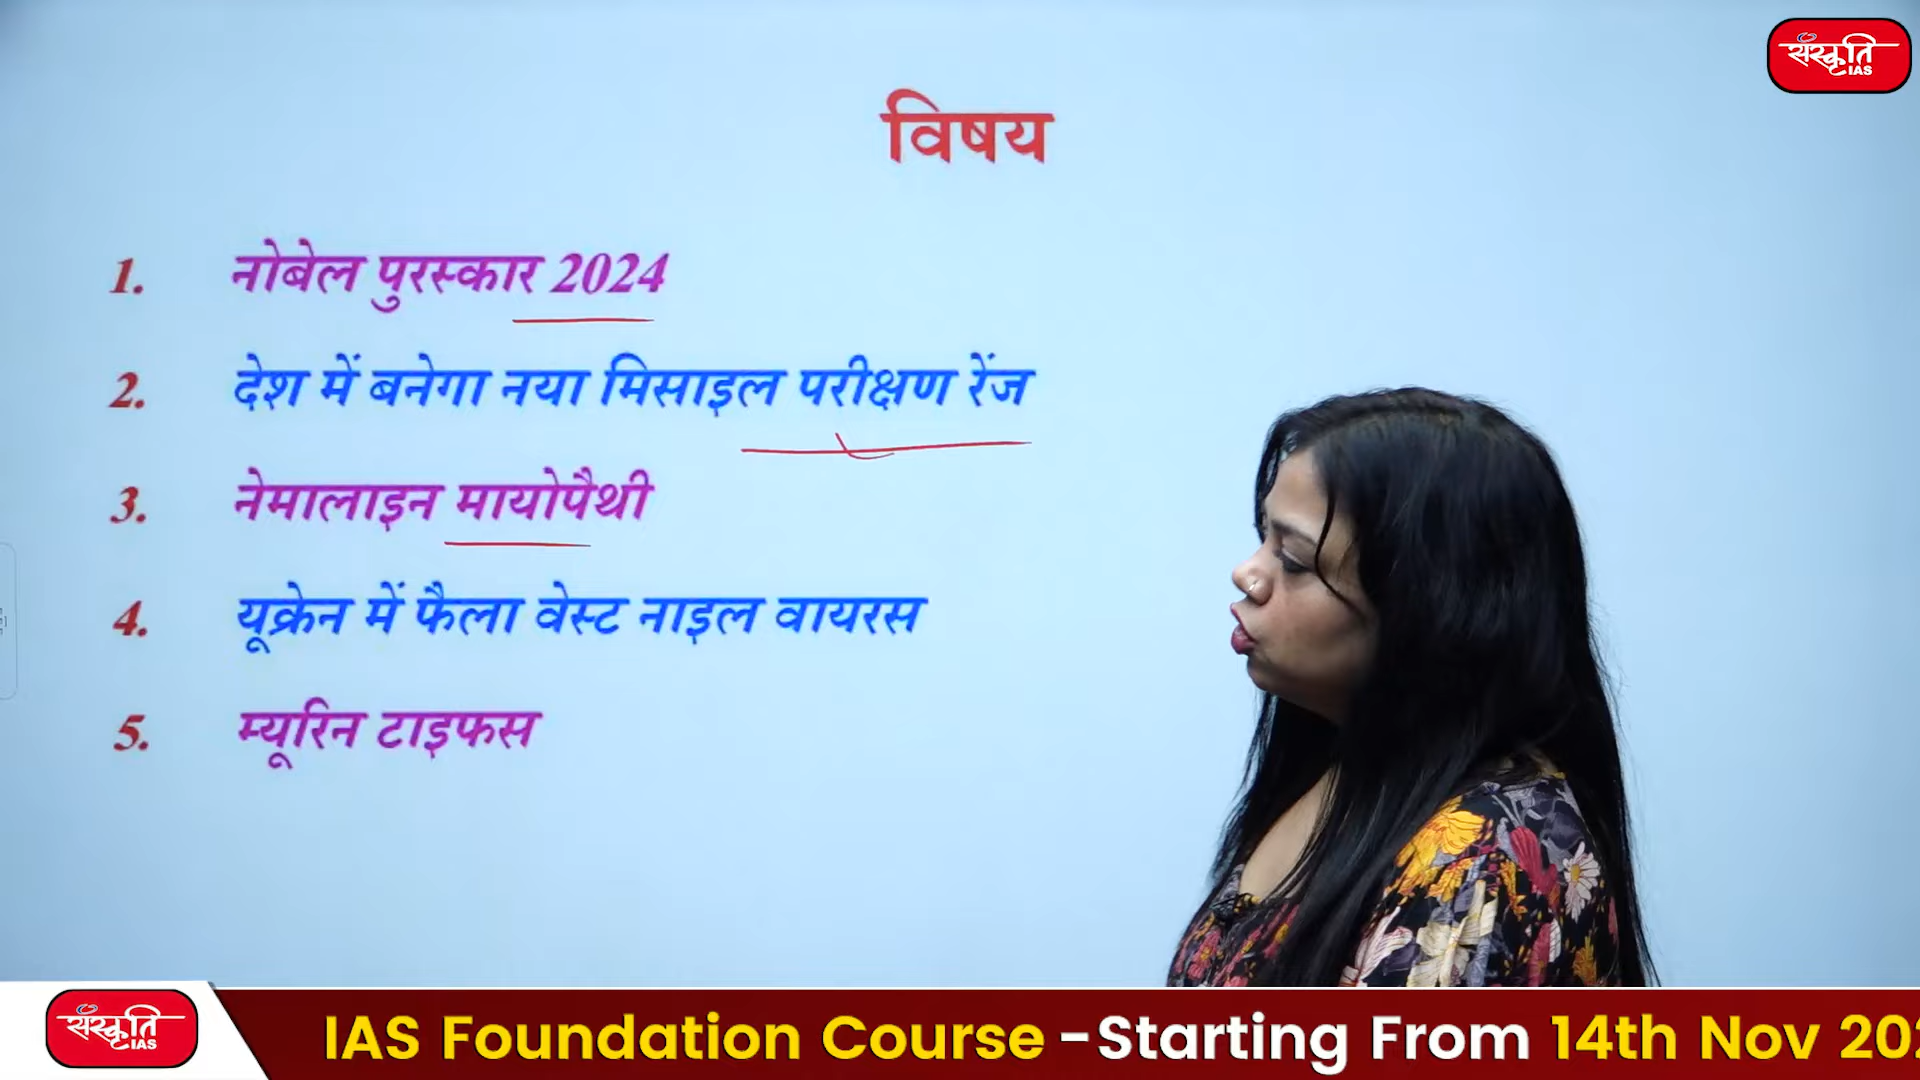 संस्कृति
IAS
विषय
1. नोबेल पुरस्कार 2024
2. देश में बनेगा नया मिसाइल परीक्षण रेंज
3. नेमालाइन मायोपैथी
4. यूक्रेन में फैला वेस्ट नाइल वायरस
5. म्यूरिन टाइफस
संस्कृति
IAS
IAS Foundation Course -Starting From 14th Nov